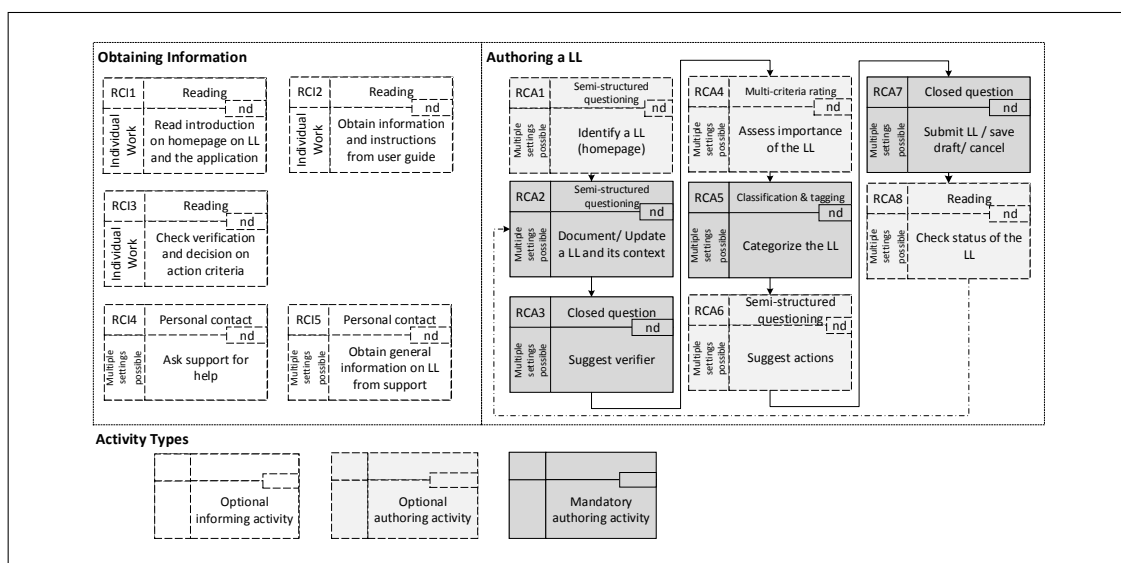 Obtaining Information
RCI1
Reading
nd
Individual
Work
Read introduction
on homepage on LL
and the application
RCI2
Reading
nd
Individual
Work
Obtain information
and instructions
from user guide
RCI3
Reading
nd
Individual
Work
Check verification
and decision on
action criteria
RCI4
Personal contact
nd
Multiple
settings
possible
Ask support for
help
RCI5
Personal contact
nd
Multiple
settings
possible
Obtain general
information on LL
from support
Authoring a LL
RCA1
Semi-structured
questioning
nd
Multiple
settings
possible
Identify a LL
(homepage)
RCA2
Semi-structured
questioning
nd
Multiple
settings
possible
Document/ Update
a LL and its context
RCA3
Closed question
nd
Multiple
settings
possible
Suggest verifier
RCA4
Multi-criteria rating
nd
Multiple
settings
possible
Assess importance
of the LL
RCA5
Classification & tagging
nd
Multiple
settings
possible
Categorize the LL
RCA6
Semi-structured
questioning
nd
Multiple
settings
possible
Suggest actions
RCA7
Closed question
nd
Multiple
settings
possible
Submit LL / save
draft/ cancel
RCA8
Reading
nd
Multiple
settings
possible
Check status of the
LL
Activity Types
Optional
informing activity
Optional
authoring activity
Mandatory
authoring activity